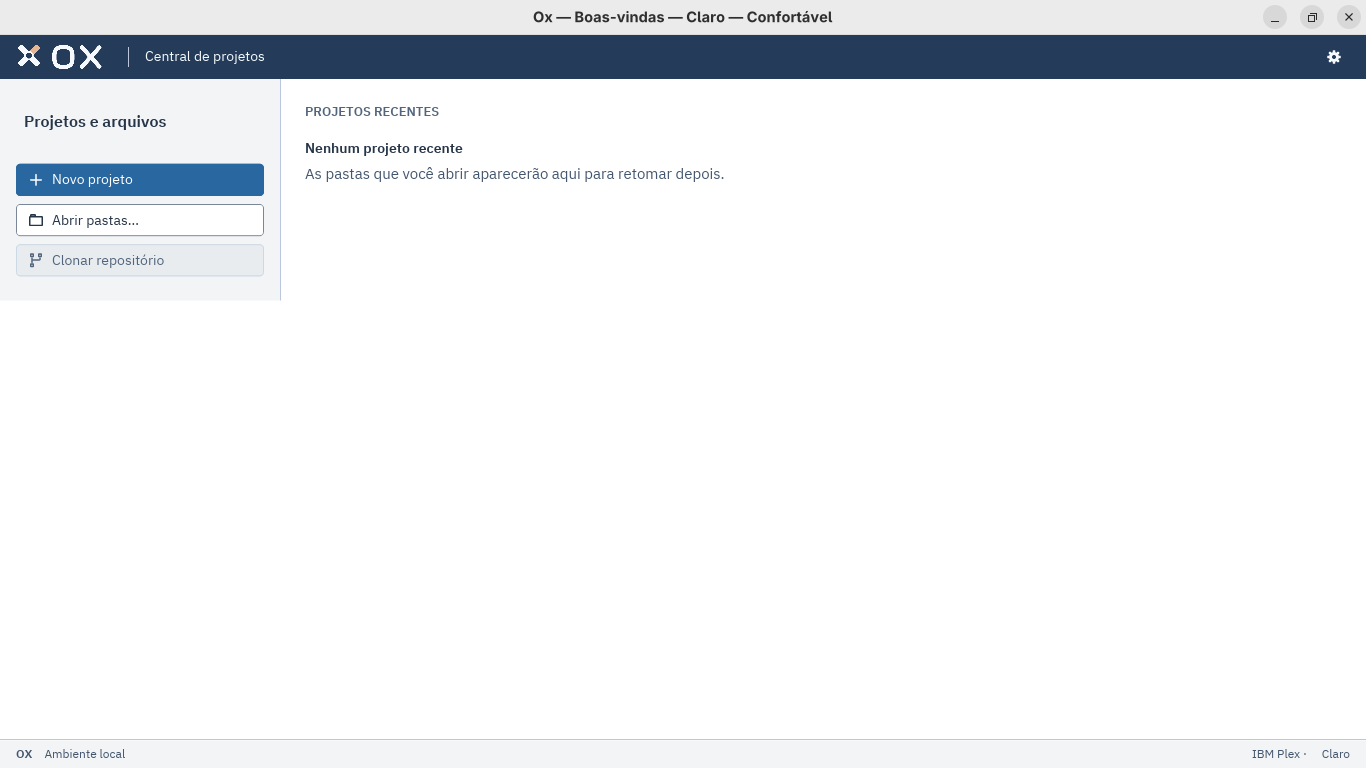 Ox — Boas-vindas — Claro — Confortável
OX Central de projetos
Projetos e arquivos
Novo projeto
Abrir pastas...
Clonar repositório
PROJETOS RECENTES
Nenhum projeto recente
As pastas que você abrir aparecerão aqui para retomar depois.
OX Ambiente local
IBM Plex · Claro